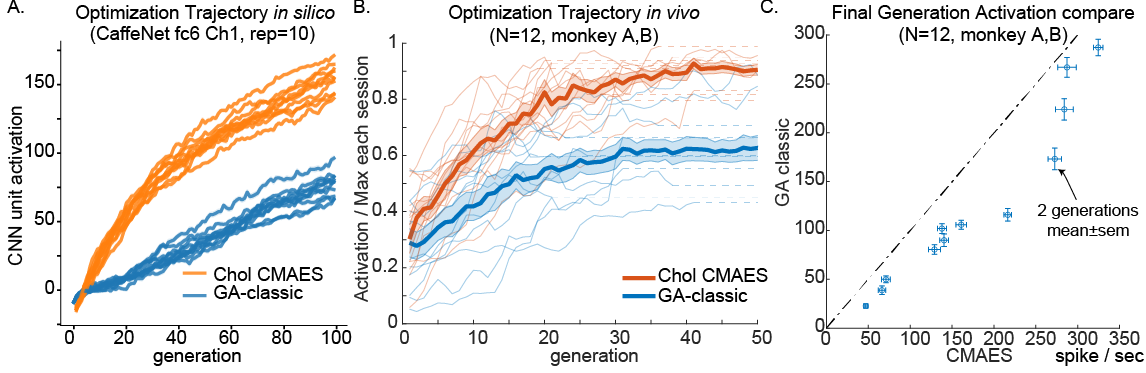 A.
Optimization Trajectory in silico
(CaffeNet fc6 Ch1, rep=10)
CNN unit activation
150
100
50
0
Chol CMAES
GA-classic
0 20 40 60 80 100
generation
B.
Optimization Trajectory in vivo
(N=12, monkey A,B)
Activation / Max each session
1
0.8
0.6
0.4
0.2
0
Chol CMAES
GA-classic
0 10 20 30 40 50
generation
C.
Final Generation Activation compare
(N=12, monkey A,B)
GA classic
300
250
200
150
100
50
0
2 generations
mean±sem
0 50 100 150 200 250 300 350
CMAES spike / sec